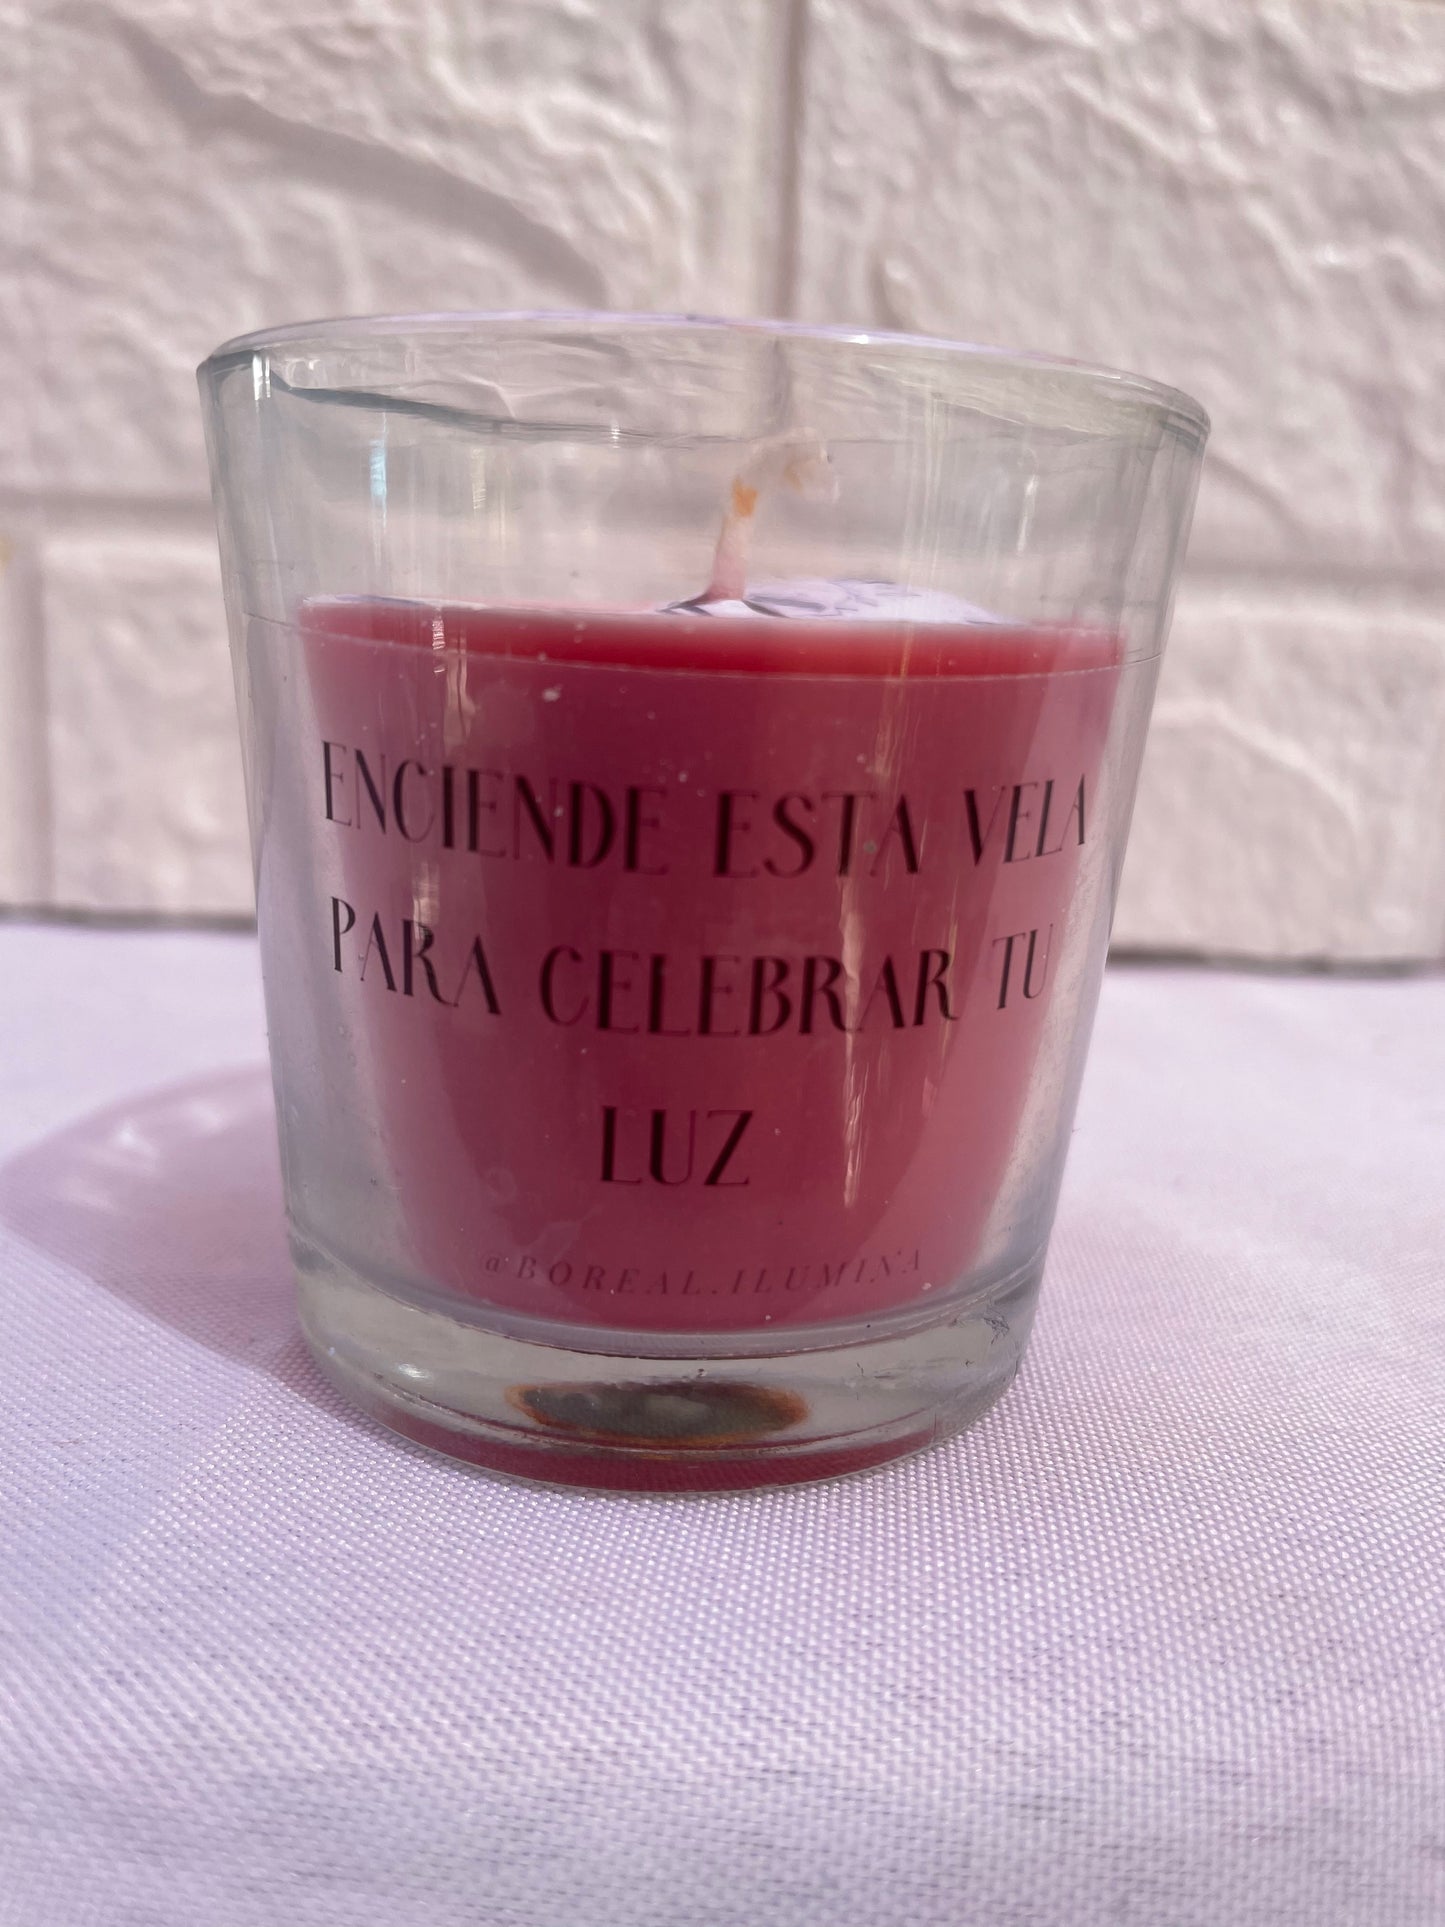 ENCIENDE ESTA VELA
PARA CELEBRAR TU
LUZ
@BOREAL.ILUMINA